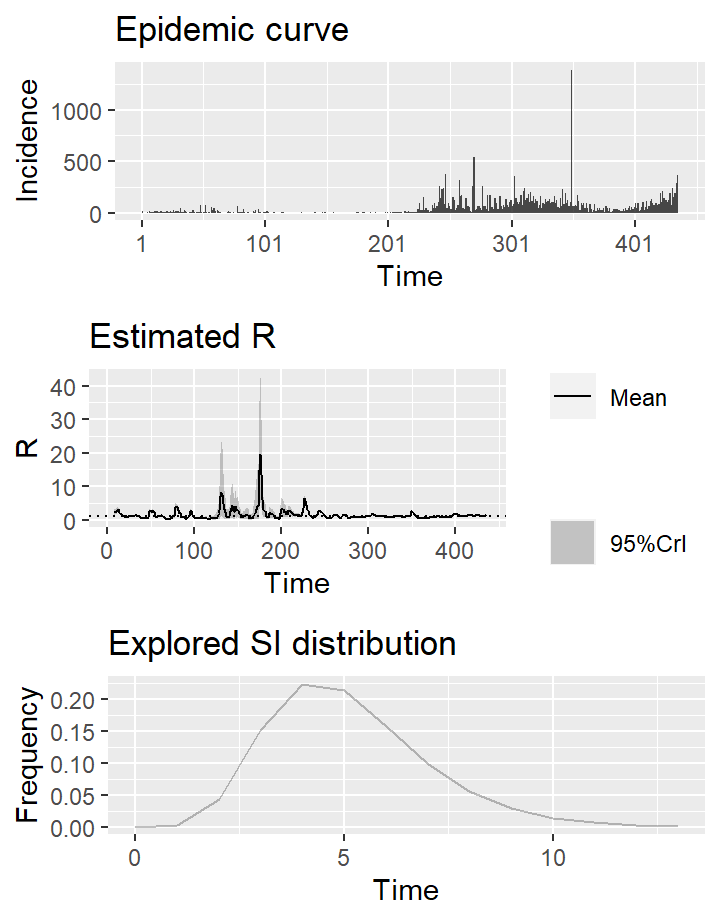 Epidemic curve
Incidence
1000
500
0
1 101 201 301 401
Time
Estimated R
R
40
30
20
10
0
0 100 200 300 400
Time
Mean
95%CrI
Explored SI distribution
Frequency
0.20
0.15
0.10
0.05
0.00
0 5 10
Time